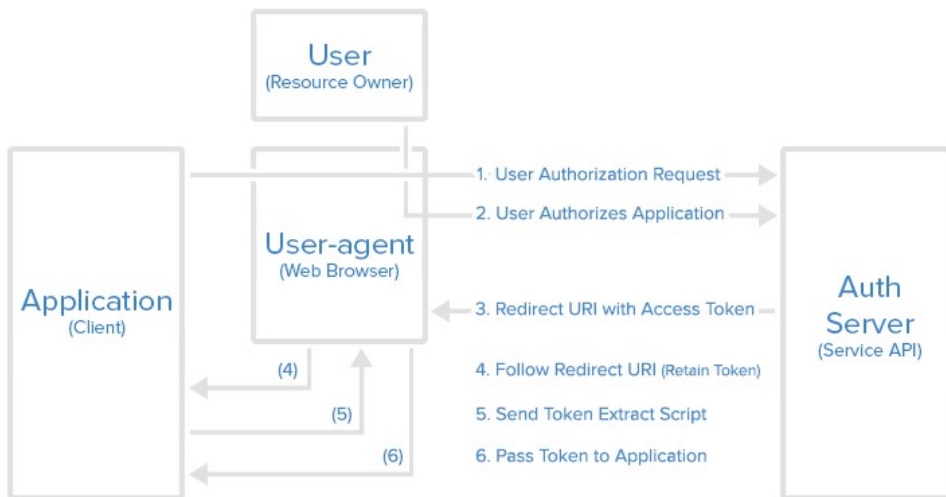 User
(Resource Owner)
1. User Authorization Request
2. User Authorizes Application
User-agent
(Web Browser)
Application
(Client)
Auth
Server
(Service API)
3. Redirect URI with Access Token
(4)
4. Follow Redirect URI (Retain Token)
(5)
5. Send Token Extract Script
(6)
6. Pass Token to Application